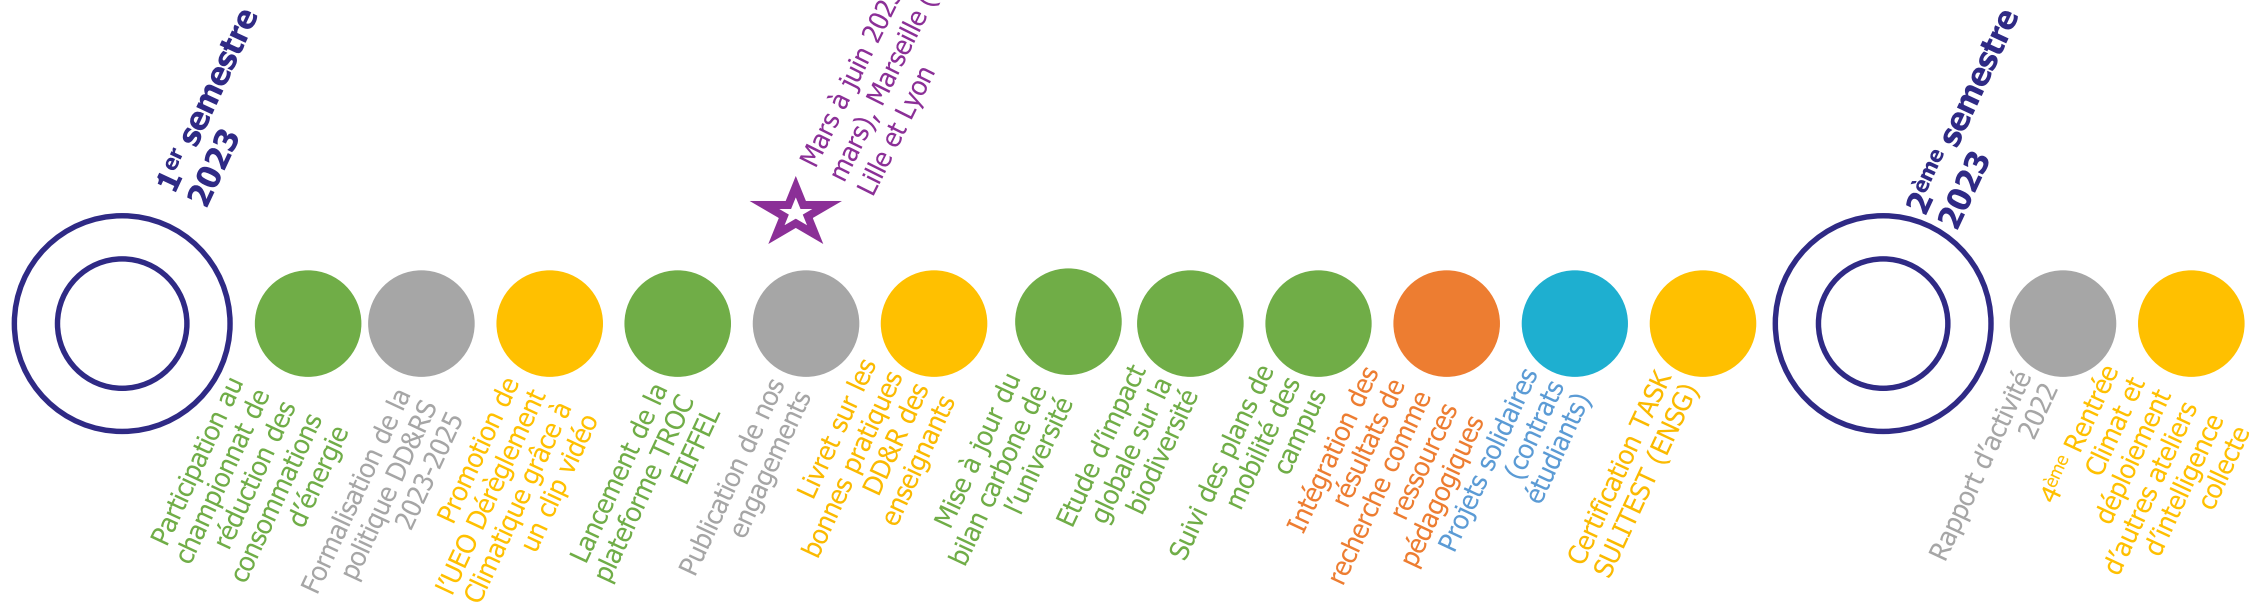 1er semestre
2023
Participation au
championnat de
réduction des
consommations
d'énergie
Formalisation de la
politique DD&RS
2023-2025
Promotion de
l'UEO Dérèglement
Climatique grâce à
un clip vidéo
Lancement de la
plateforme TROC
EIFFEL
Mars à juin 2023
mars), Marseille (
Lille et Lyon
Publication de nos
engagements
Livret sur les
bonnes pratiques
DD&R des
enseignants
Mise à jour du
bilan carbone de
l'université
Etude d'impact
globale sur la
biodiversité
Suivi des plans de
mobilité des
campus
Intégration des
résultats de
recherche comme
ressources
pédagogiques
Projets solidaires
(contrats
étudiants)
Certification TASK
SULITEST (ENSG)
2ème semestre
2023
Rapport d'activité
2022
4ème Rentrée
Climat et
déploiement
d'autres ateliers
d'intelligence
collecte